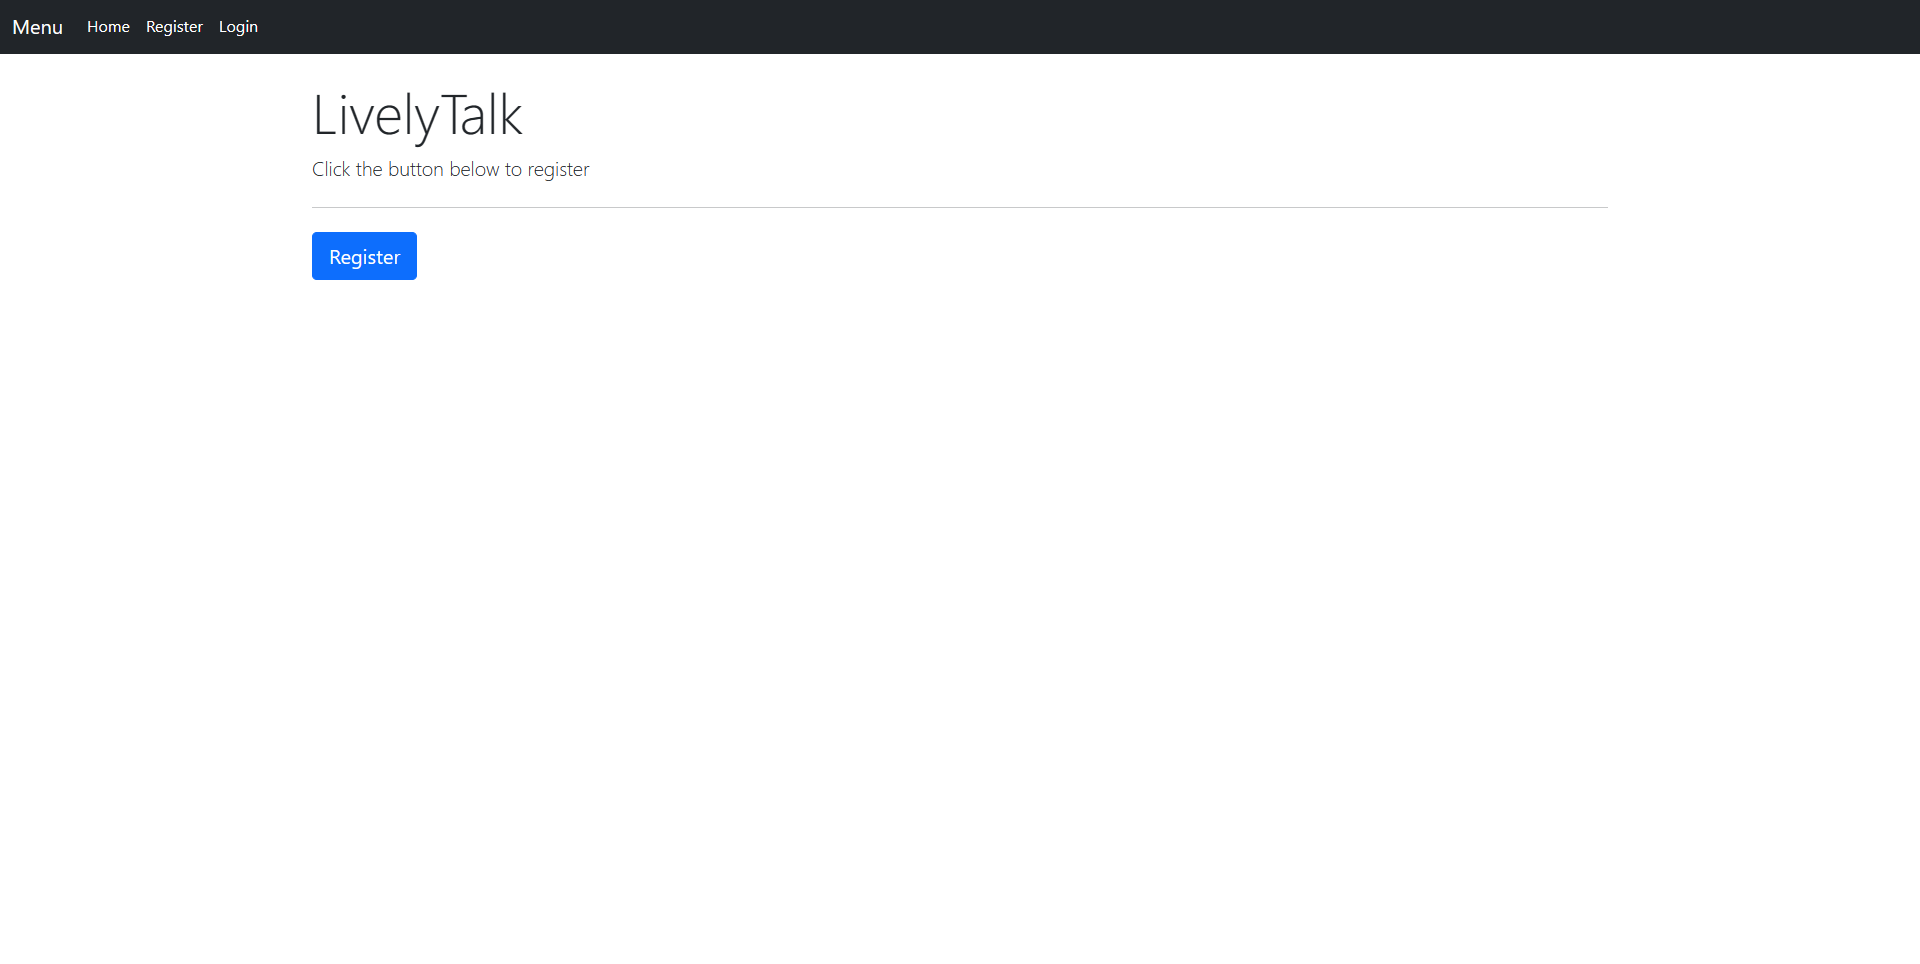 Menu Home Register Login
LivelyTalk
Click the button below to register
Register